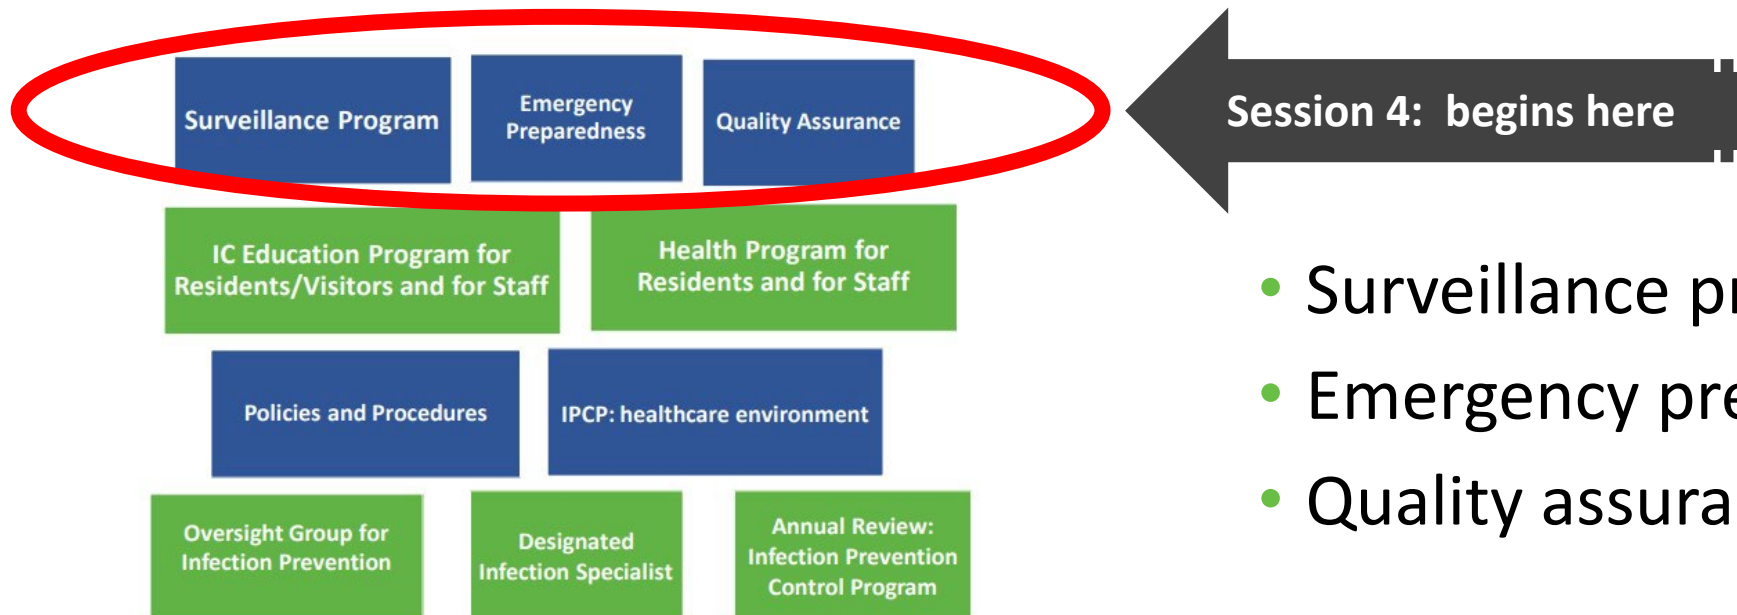 Surveillance Program
Emergency
Preparedness
Quality Assurance
Session 4: begins here
IC Education Program for
Residents/Visitors and for Staff
Health Program for
Residents and for Staff
Policies and Procedures
IPCP: healthcare environment
Oversight Group for
Infection Prevention
Designated
Infection Specialist
Annual Review:
Infection Prevention
Control Program
• Surveillance pr
• Emergency pre
• Quality assura